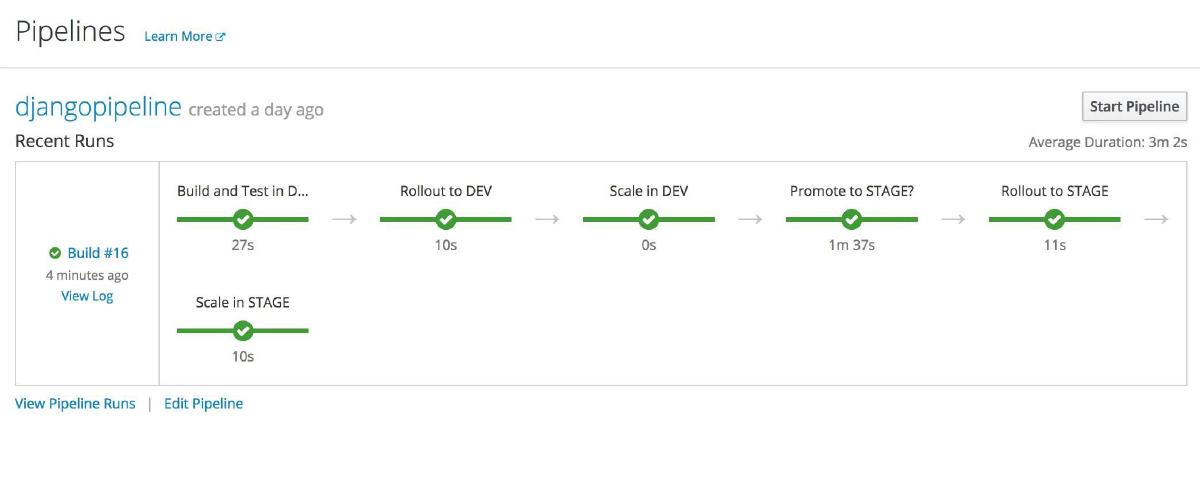 Pipelines Learn More
djangopipeline created a day ago
Start Pipeline
Recent Runs
Average Duration: 3m 2s
Build #16
4 minutes ago
View Log
Build and Test in D...
27s
Rollout to DEV
10s
Scale in DEV
0s
Promote to STAGE?
1m 37s
Rollout to STAGE
11s
Scale in STAGE
10s
View Pipeline Runs | Edit Pipeline